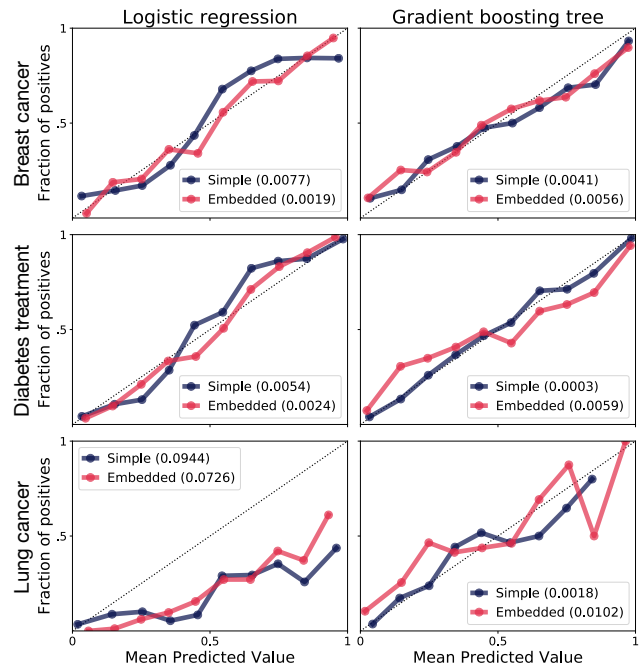 Logistic regression
Gradient boosting tree
Breast cancer
Fraction of positives
1
.5
Simple (0.0077)
Embedded (0.0019)
Simple (0.0041)
Embedded (0.0056)
Diabetes treatment
Fraction of positives
1
.5
Simple (0.0054)
Embedded (0.0024)
Simple (0.0003)
Embedded (0.0059)
Lung cancer
Fraction of positives
1
.5
Simple (0.0944)
Embedded (0.0726)
Simple (0.0018)
Embedded (0.0102)
0 0.5 1
0 0.5 1
Mean Predicted Value
Mean Predicted Value